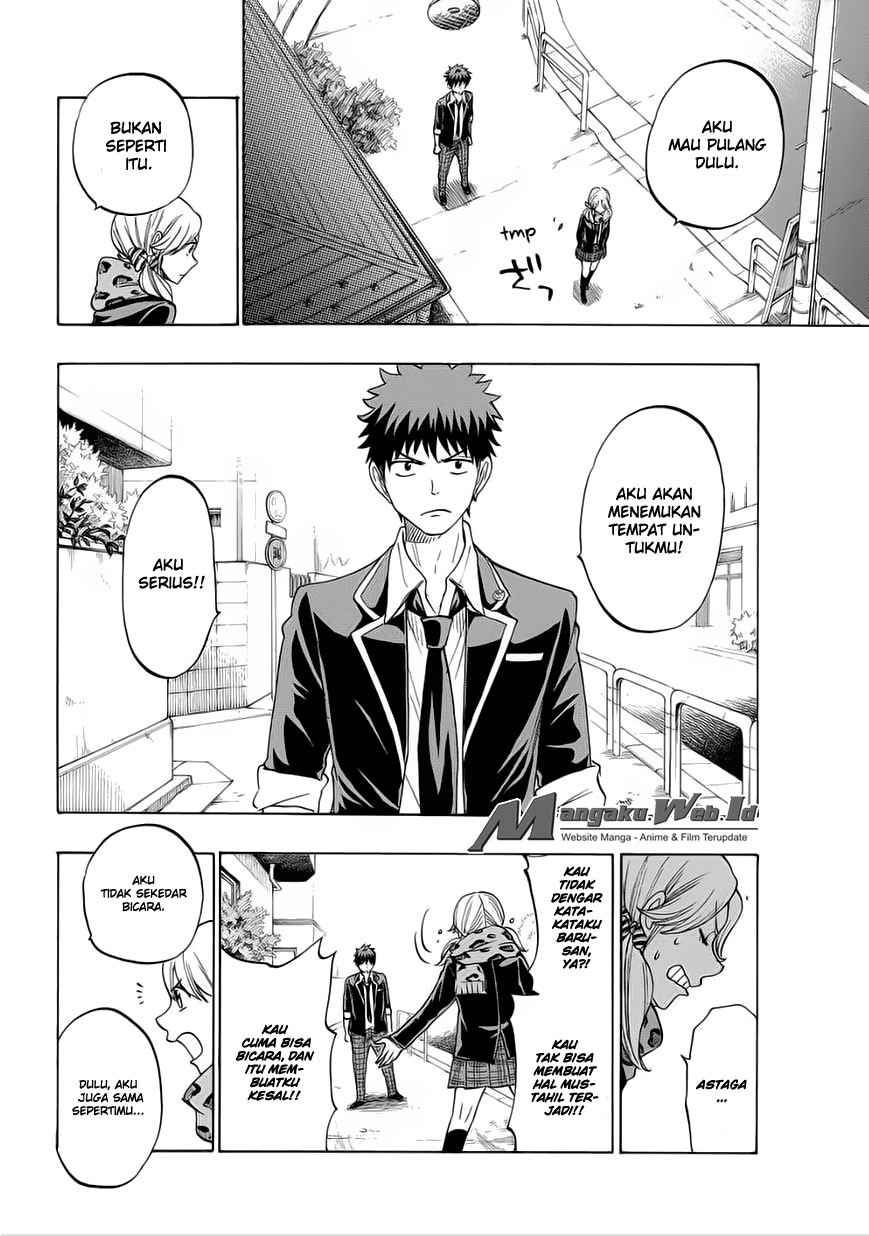 AKU
MAU PULANG
DULU.
tmp
ざっ
BUKAN
SEPERTI
ITU.
AKU AKAN
MENEMUKAN
TEMPAT UN-
TUKMU!
AKU
SERIUS!!
Mangaku.Web.Id
Website Manga - Anime & Film Terupdate
ASTAGA
...
KAU
TIDAK
DENGAR
KATA-
KATAKU
BARU-
SAN,
YA?!
KAU
TAK BISA
MEMBUAT
HAL MUS-
TAHIL TER-
JADI!!
KAU
CUMA BISA
BICARA, DAN
ITU MEM-
BUATKU
KESAL!!
AKU
TIDAK SEKEDAR
BICARA.
DULU, AKU
JUGA SAMA
SEPERTIMU...